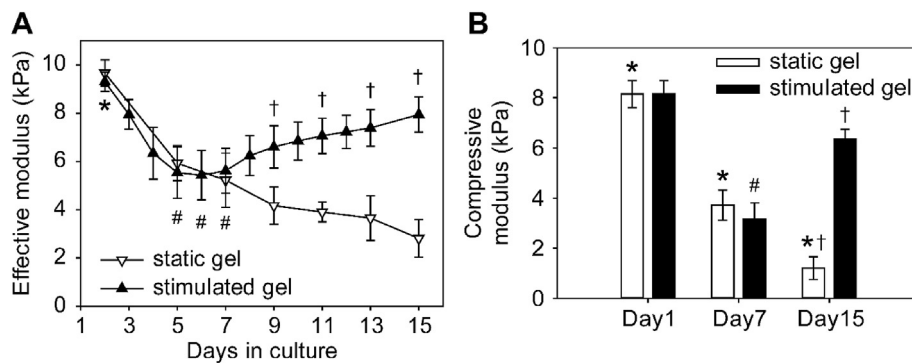 A
Effective modulus (kPa)
10
8
6
4
2
0
*
# # #
† † † †
static gel
stimulated gel
1 3 5 7 9 11 13 15
Days in culture
B
Compressive
modulus (kPa)
10
8
6
4
2
0
static gel
stimulated gel
*
*
#
*†
†
Day1 Day7 Day15